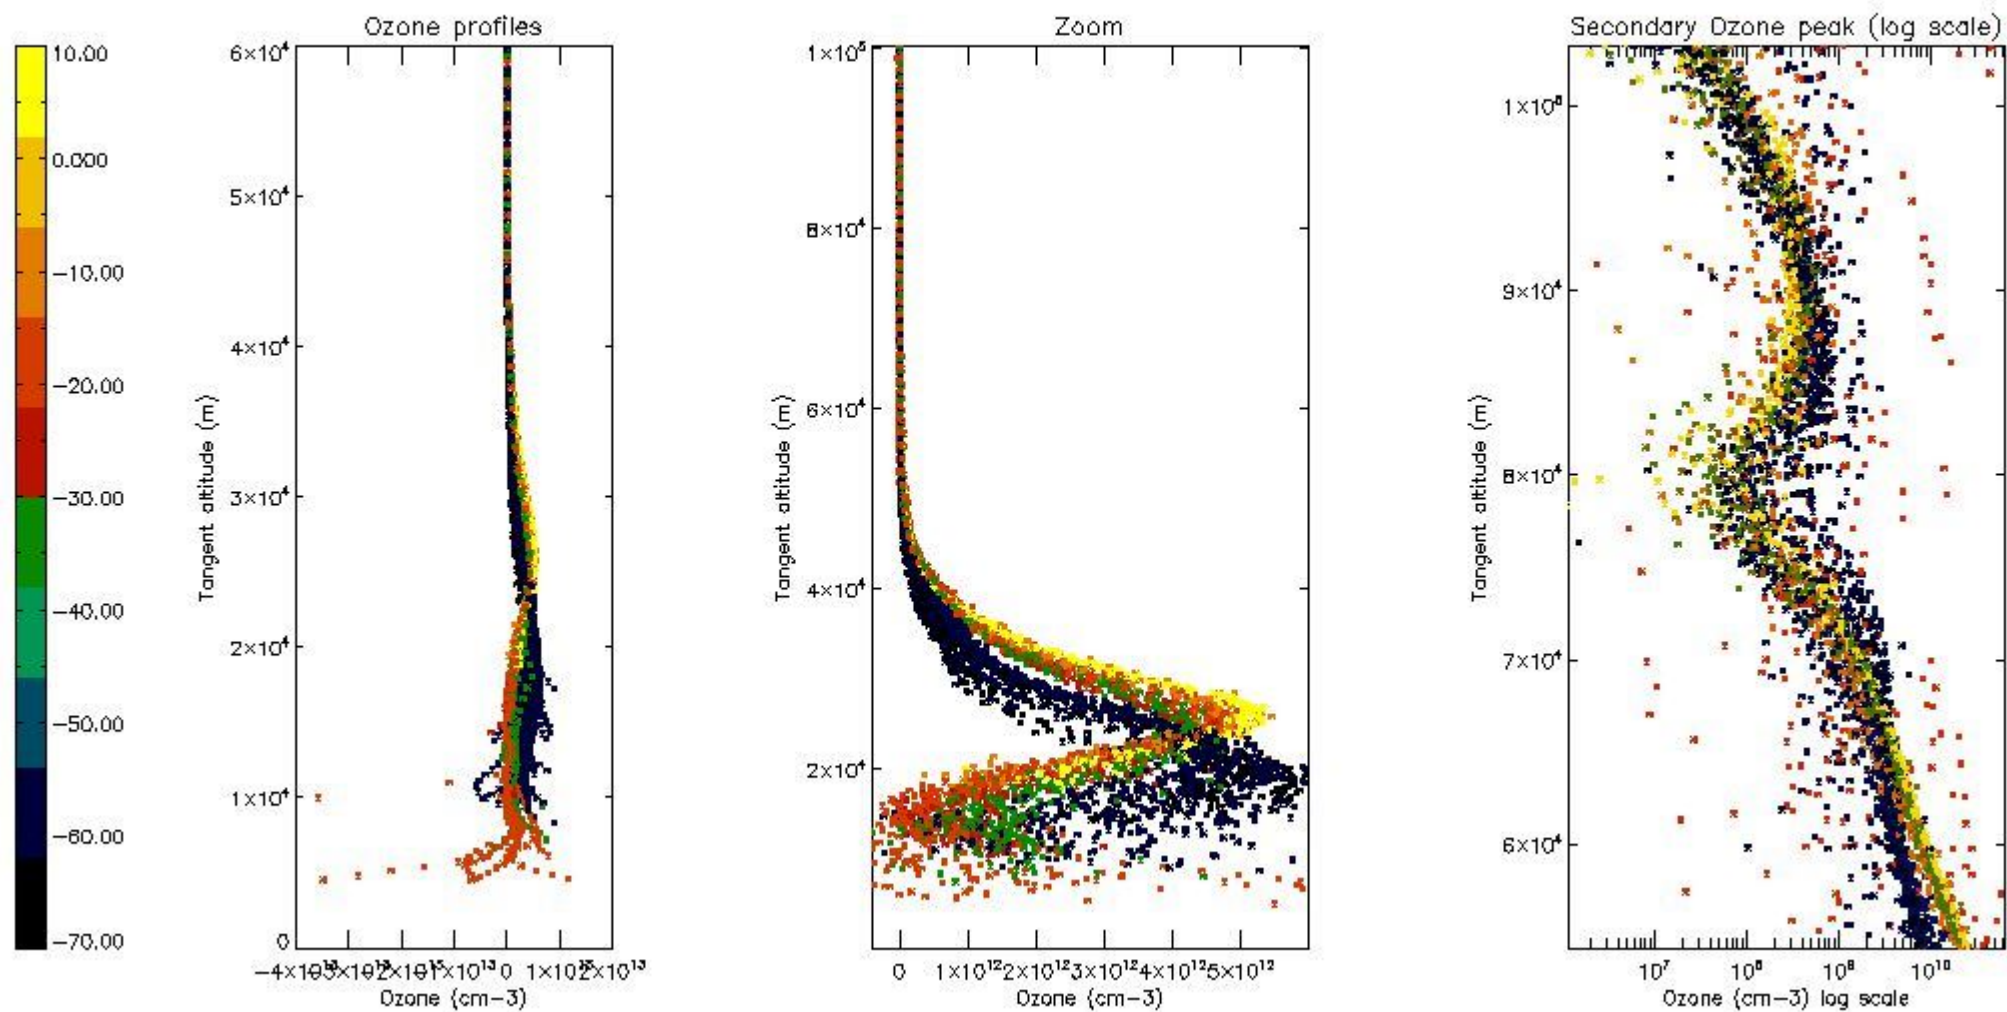 Ozone profiles
Zoom
Secondary Ozone peak (log scale)
10.00
0.00
−10.00
−20.00
−30.00
−40.00
−50.00
−60.00
−70.00
6×10⁴
5×10⁴
4×10⁴
3×10⁴
2×10⁴
1×10⁴
0
Tangent altitude (m)
0
Ozone (cm−3)
1×10⁵
8×10⁴
6×10⁴
4×10⁴
2×10⁴
Tangent altitude (m)
0 1×10¹² 2×10¹² 3×10¹² 4×10¹² 5×10¹²
Ozone (cm−3)
9×10⁴
8×10⁴
7×10⁴
6×10⁴
Tangent altitude (m)
10⁷ 10⁸ 10⁹ 10¹⁰
Ozone (cm−3) log scale